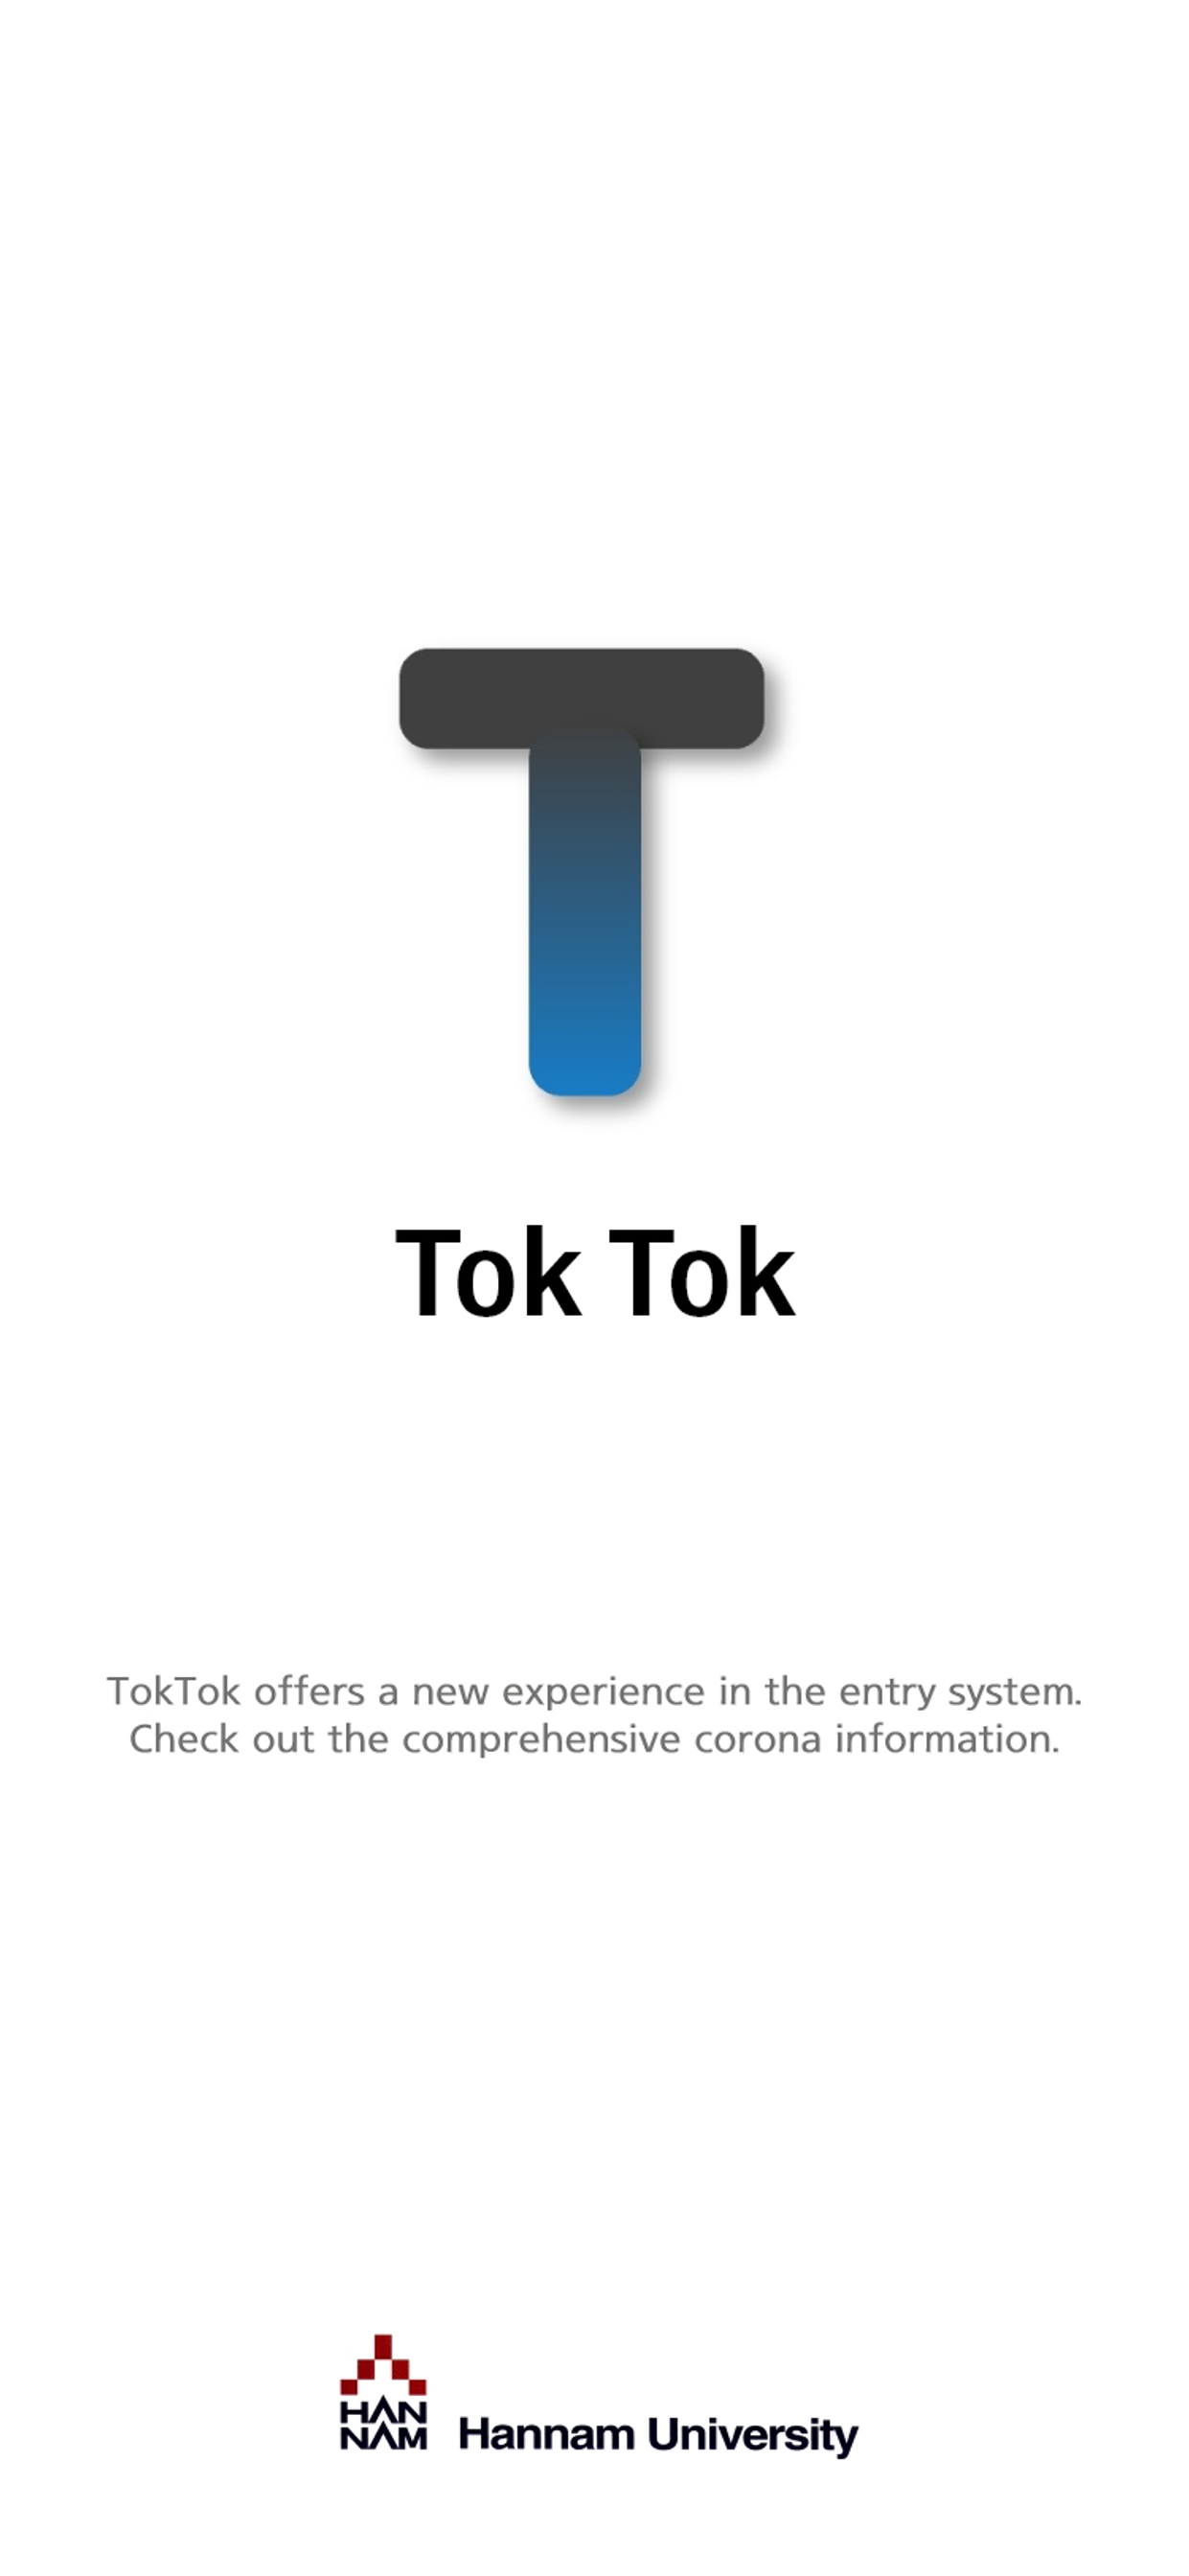 T
Tok Tok
TokTok offers a new experience in the entry system.
Check out the comprehensive corona information.
HAN
NAM
Hannam University